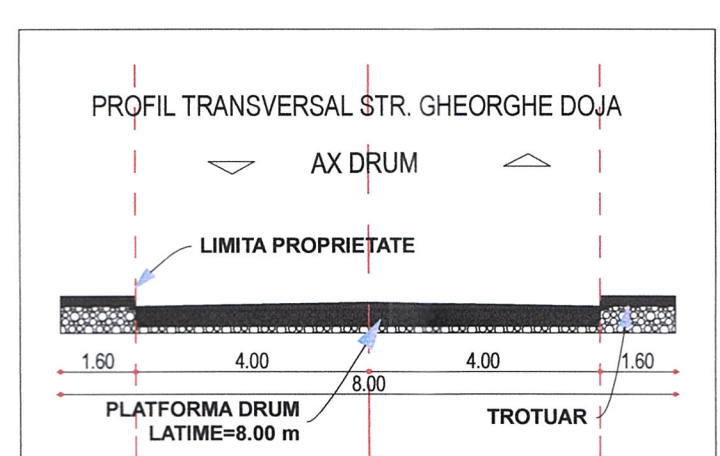 PROFIL TRANSVERSAL STR. GHEORGHE DOJA
AX DRUM
LIMITA PROPRIETATE
1.60 4.00 4.00 1.60
8.00
PLATFORMA DRUM
LATIME=8.00 m
TROTUAR